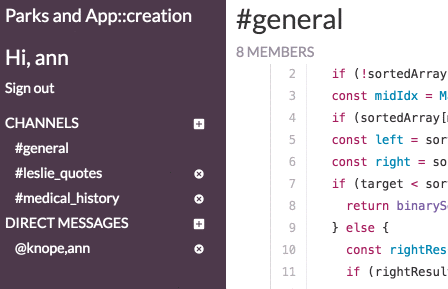 Parks and App::creation
Hi, ann
Sign out
CHANNELS
#general
#leslie_quotes
#medical_history
DIRECT MESSAGES
@knope,ann
#general
8 MEMBERS
2 if (!sortedArray
3 const midIdx = M
4 if (sortedArray[
5 const left = sor
6 const right = so
7 if (target < sor
8 return binarySe
9 } else {
10 const rightRes
11 if (rightResul